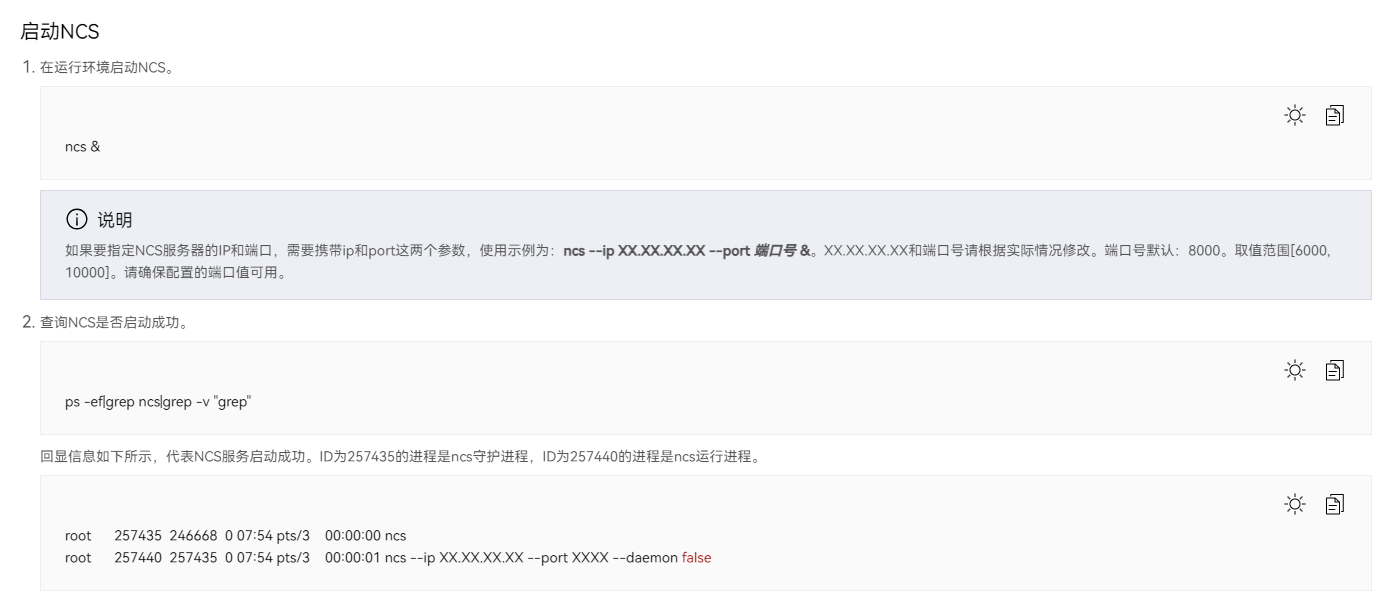 启动NCS
1. 在运行环境启动NCS。
ncs &
说明
如果要指定NCS服务器的IP和端口，需要携带ip和port这两个参数，使用示例为：ncs --ip XX.XX.XX.XX --port 端口号 &。XX.XX.XX.XX和端口号请根据实际情况修改。端口号默认：8000。取值范围[6000,
10000]。请确保配置的端口值可用。
2. 查询NCS是否启动成功。
ps -ef|grep ncs|grep -v "grep"
回显信息如下所示，代表NCS服务启动成功。ID为257435的进程是ncs守护进程，ID为257440的进程是ncs运行进程。
root 257435 246668 0 07:54 pts/3 00:00:00 ncs
root 257440 257435 0 07:54 pts/3 00:00:01 ncs --ip XX.XX.XX.XX --port XXXX --daemon false